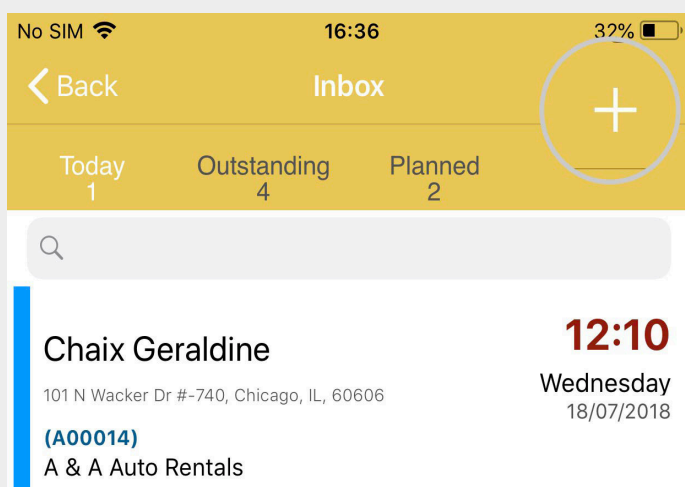 No SIM 16:36 32%
Back Inbox +
Today Outstanding Planned
1 4 2
Chaix Geraldine 12:10
101 N Wacker Dr #-740, Chicago, IL, 60606 Wednesday
18/07/2018
(A00014)
A & A Auto Rentals